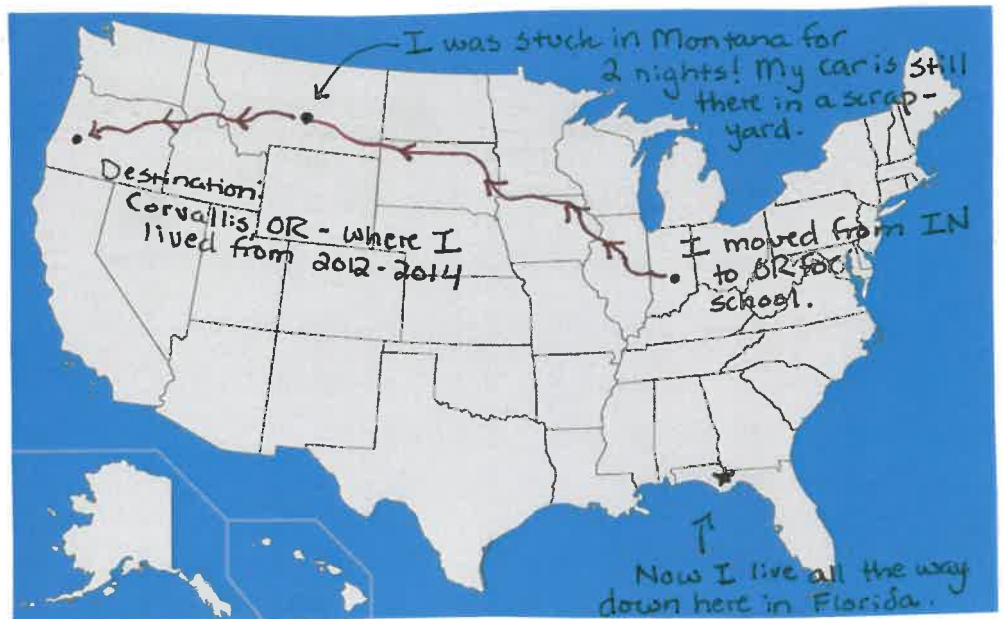 I was stuck in Montana for
2 nights! My car is still
there in a scrap-
yard.
Destination:
Corvallis, OR - where I
lived from 2012-2014
I moved from IN
to OR for
school.
Now I live all the way
down here in Florida.